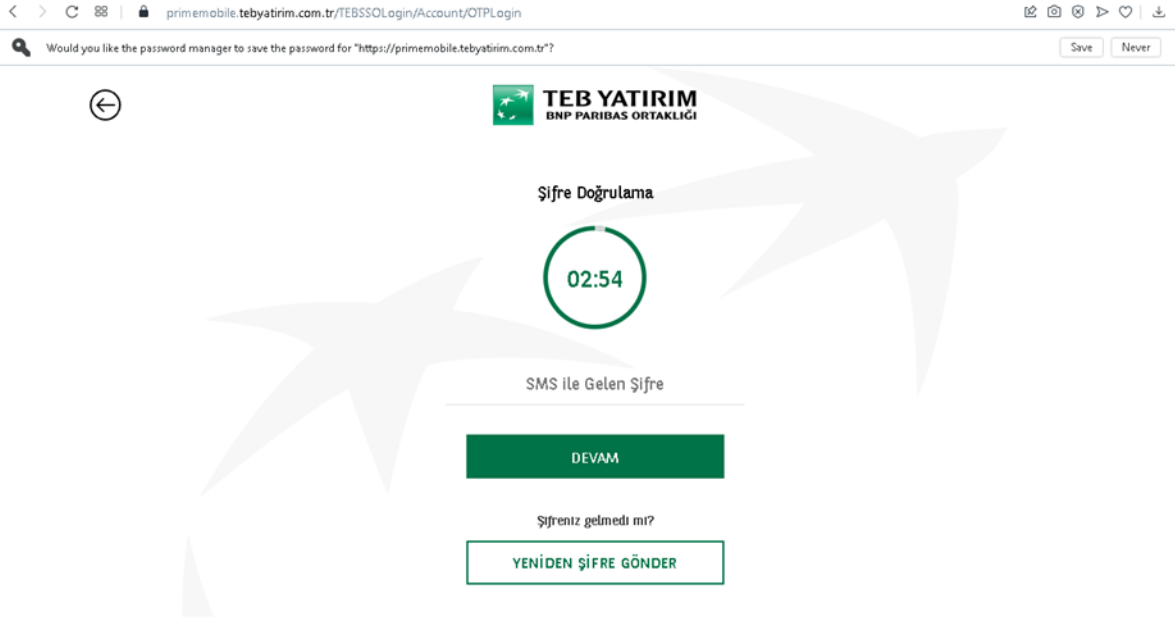 primemobile.tebyatirim.com.tr/TEBSSOLogin/Account/OTPLogin
Would you like the password manager to save the password for "https://primemobile.tebyatirim.com.tr"?
Save
Never
TEB YATIRIM
BNP PARIBAS ORTAKLIĞI
Şifre Doğrulama
02:54
SMS ile Gelen Şifre
DEVAM
Şifreniz gelmedi mi?
YENİDEN ŞİFRE GÖNDER